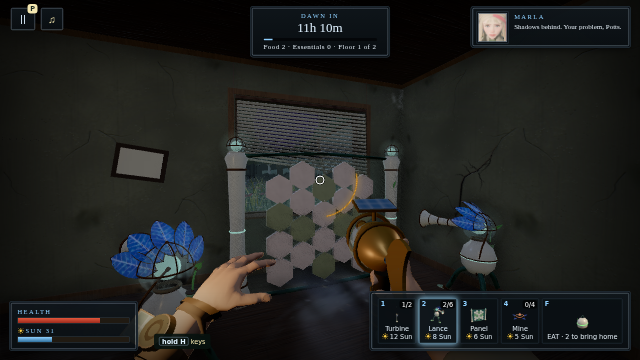 P
DAWN IN
11h 10m
Food 2 · Essentials 0 · Floor 1 of 2
MARLA
Shadows behind. Your problem, Potts.
HEALTH
SUN 51
hold H keys
1 1/2
Turbine
12 Sun
2 2/6
Lance
8 Sun
3
Panel
6 Sun
4 0/4
Mine
5 Sun
F
EAT · 2 to bring home